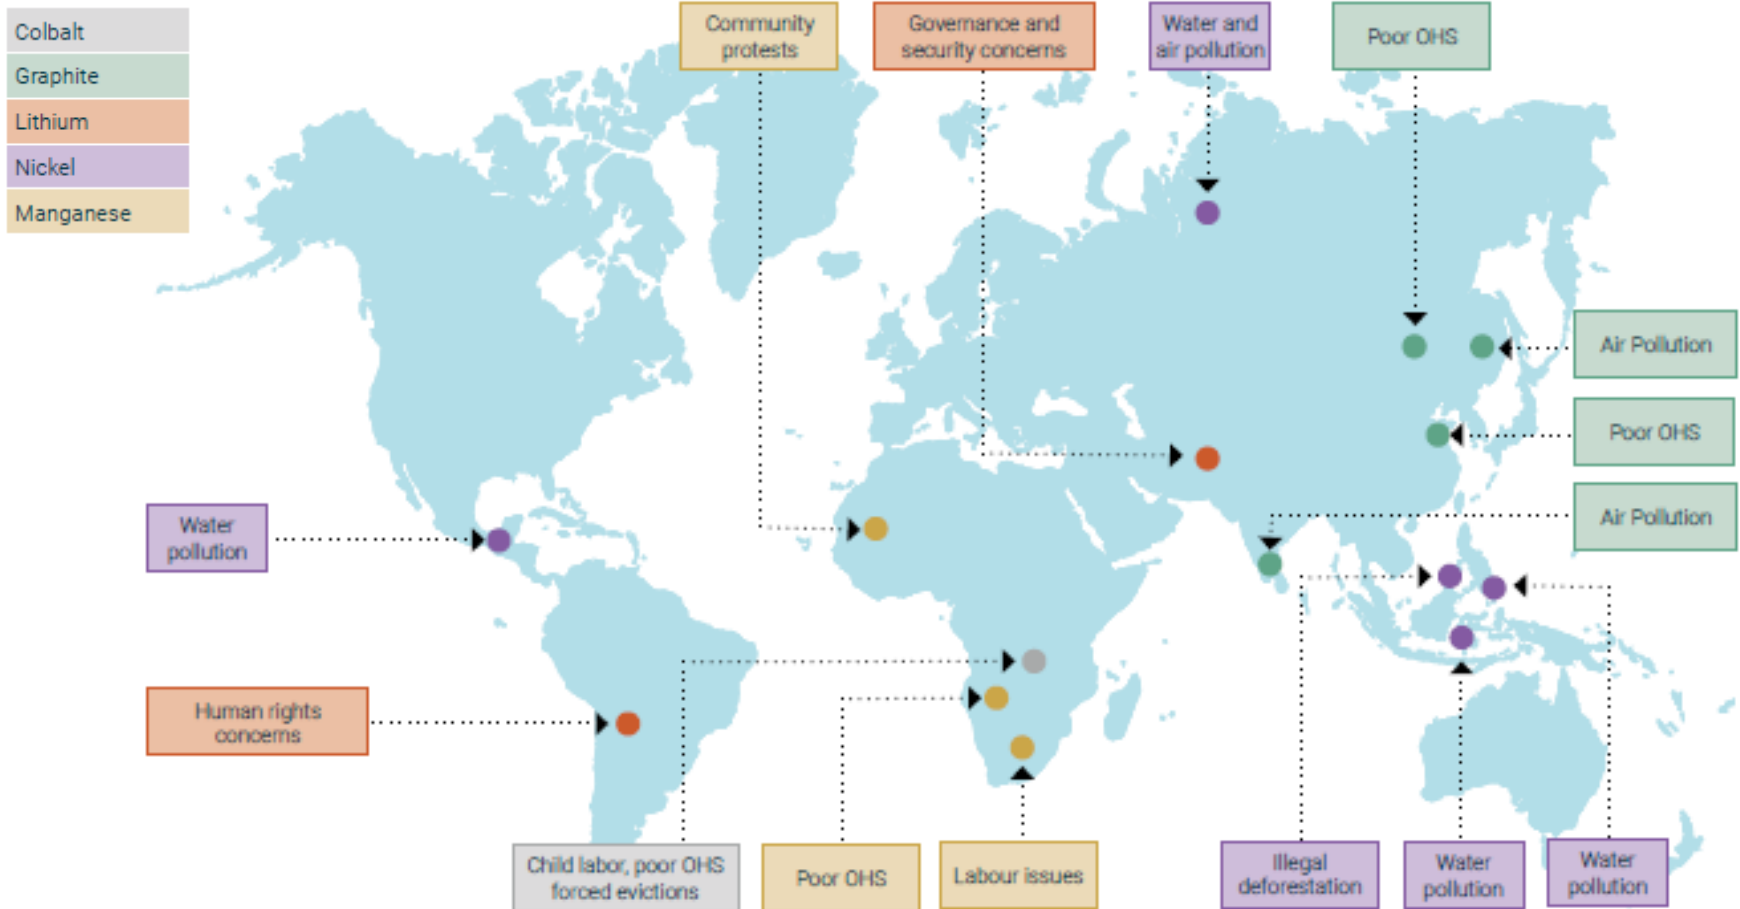 Colbalt
Graphite
Lithium
Nickel
Manganese
Community
protests
Governance and
security concerns
Water and
air pollution
Poor OHS
Air Pollution
Poor OHS
Air Pollution
Water
pollution
Human rights
concerns
Child labor, poor OHS
forced evictions
Poor OHS
Labour issues
Illegal
deforestation
Water
pollution
Water
pollution